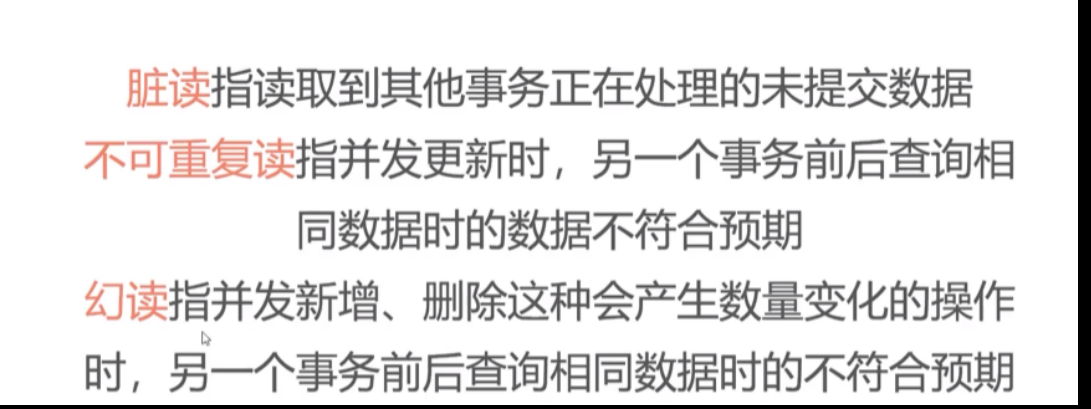 脏读指读取到其他事务正在处理的未提交数据
不可重复读指并发更新时，另一个事务前后查询相
同数据时的数据不符合预期
幻读指并发新增、删除这种会产生数量变化的操作
时，另一个事务前后查询相同数据时的不符合预期